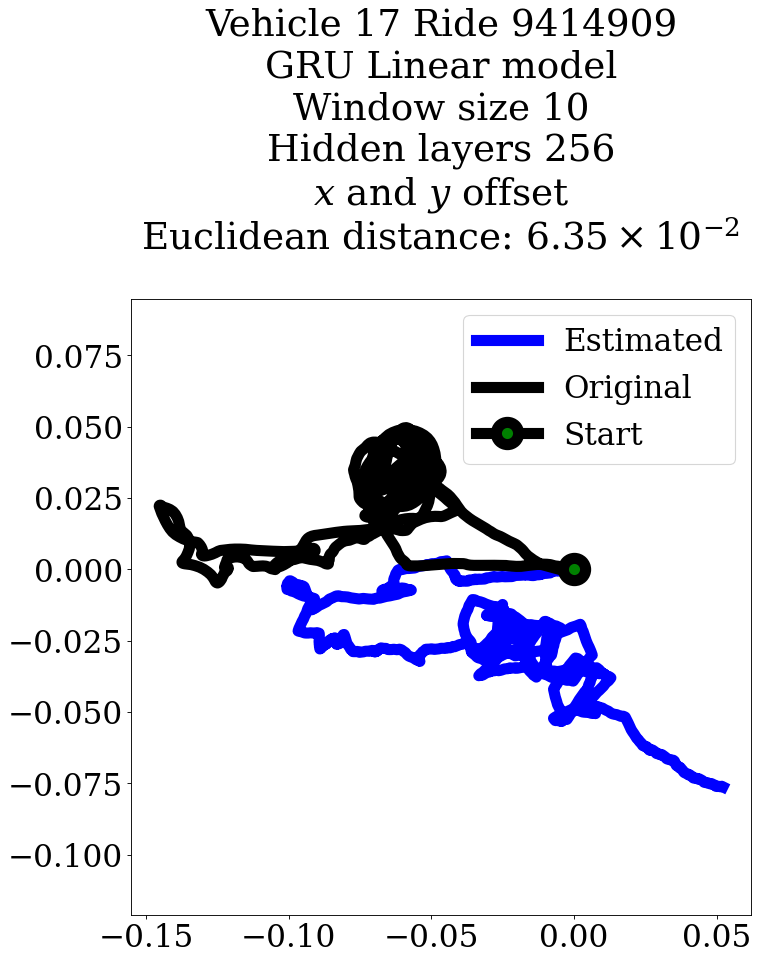 Vehicle 17 Ride 9414909
GRU Linear model
Window size 10
Hidden layers 256
x and y offset
Euclidean distance: 6.35 × 10⁻²
Estimated
Original
Start
0.075
0.050
0.025
0.000
−0.025
−0.050
−0.075
−0.100
−0.15 −0.10 −0.05 0.00 0.05